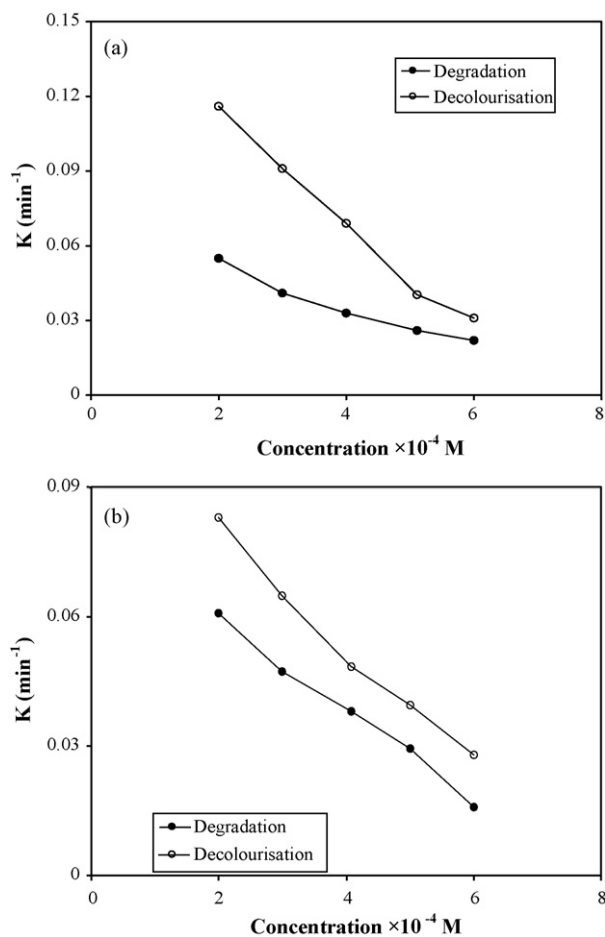 (a)
Degradation
Decolourisation
0.15
0.12
0.09
0.06
0.03
0
K (min⁻¹)
0 2 4 6 8
Concentration ×10⁻⁴ M
(b)
0.09
0.06
0.03
0
K (min⁻¹)
Degradation
Decolourisation
0 2 4 6 8
Concentration ×10⁻⁴ M